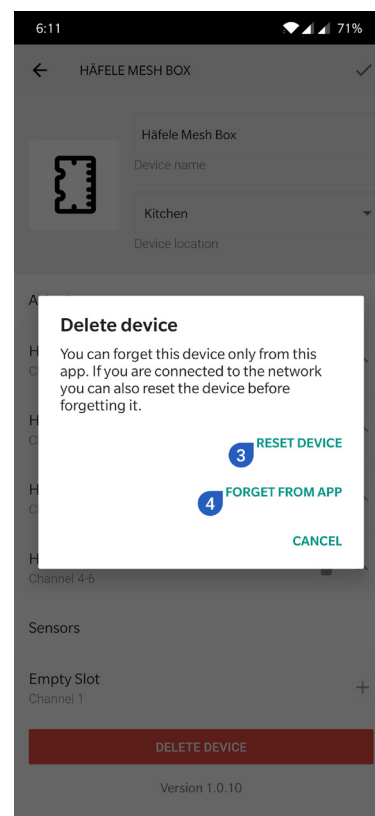 6:11
71%
HÄFELE MESH BOX
Häfele Mesh Box
Device name
Kitchen
Device location
A
Delete device
H
You can forget this device only from this
C
app. If you are connected to the network
you can also reset the device before
forgetting it.
H
C
3
RESET DEVICE
H
4
FORGET FROM APP
C
CANCEL
H
Channel 4-6
Sensors
Empty Slot
Channel 1
DELETE DEVICE
Version 1.0.10